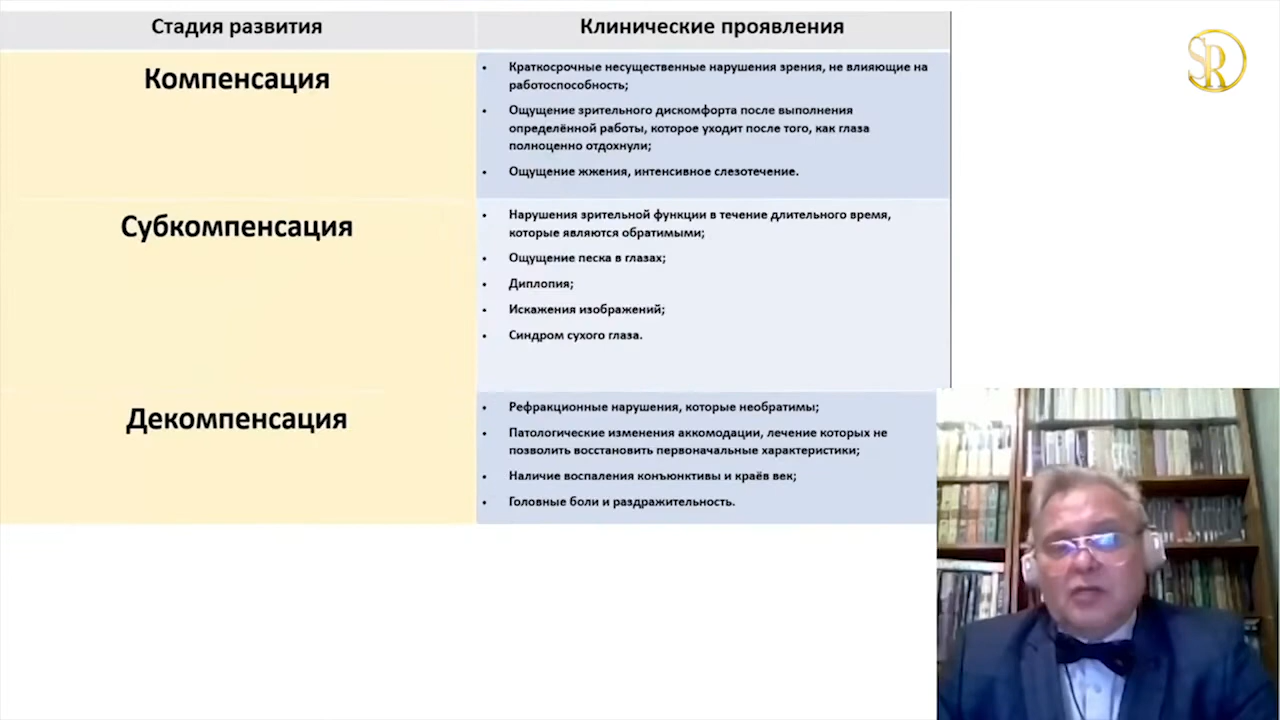 Стадия развития
Клинические проявления
Компенсация
• Краткосрочные несущественные нарушения зрения, не влияющие на
работоспособность;
• Ощущение зрительного дискомфорта после выполнения
определённой работы, которое уходит после того, как глаза
полноценно отдохнули;
• Ощущение жжения, интенсивное слезотечение.
Субкомпенсация
• Нарушения зрительной функции в течение длительного время,
которые являются обратимыми;
• Ощущение песка в глазах;
• Диплопия;
• Искажения изображений;
• Синдром сухого глаза.
Декомпенсация
• Рефракционные нарушения, которые необратимы;
• Патологические изменения аккомодации, лечение которых не
позволить восстановить первоначальные характеристики;
• Наличие воспаления конъюнктивы и краёв век;
• Головные боли и раздражительность.
SR